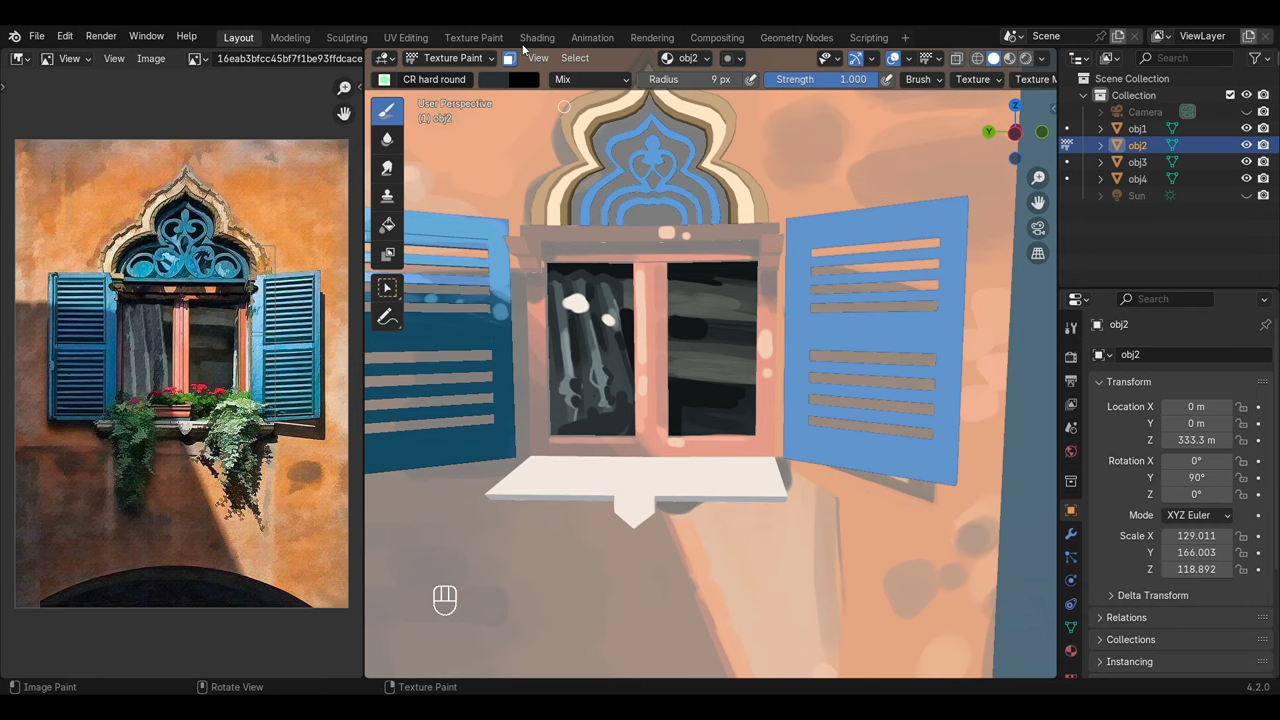 File Edit Render Window Help Layout Modeling Sculpting UV Editing Texture Paint Shading Animation Rendering Compositing Geometry Nodes Scripting + Scene ViewLayer
View View Image 16eab3bfcc45bf7f1be93ffdcace Texture Paint View Select obj2 Search
CR hard round Mix Radius 9 px Strength 1.000 Brush Texture Texture M
User Perspective
(1) obj2
Z
Y
Scene Collection
Collection
Camera
obj1
obj2
obj3
obj4
Sun
Search
obj2
obj2
Transform
Location X 0 m
Y 0 m
Z 333.3 m
Rotation X 0°
Y 90°
Z 0°
Mode XYZ Euler
Scale X 129.011
Y 166.003
Z 118.892
Delta Transform
Relations
Collections
Instancing
Image Paint Rotate View Texture Paint 4.2.0